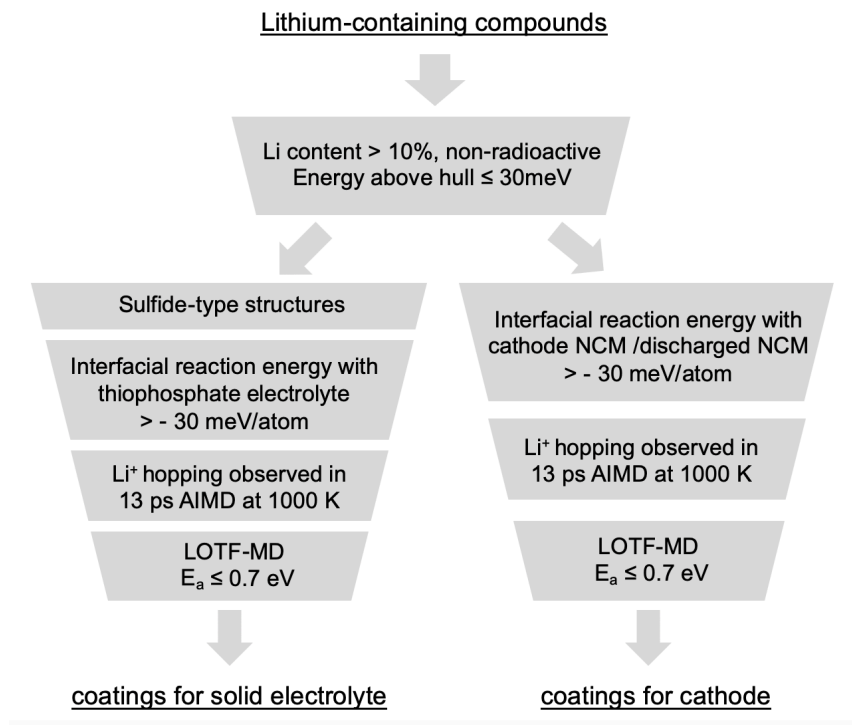 Lithium-containing compounds
Li content > 10%, non-radioactive
Energy above hull ≤ 30meV
Sulfide-type structures
Interfacial reaction energy with
thiophosphate electrolyte
> - 30 meV/atom
Li⁺ hopping observed in
13 ps AIMD at 1000 K
LOTF-MD
Eₐ ≤ 0.7 eV
coatings for solid electrolyte
Interfacial reaction energy with
cathode NCM /discharged NCM
> - 30 meV/atom
Li⁺ hopping observed in
13 ps AIMD at 1000 K
LOTF-MD
Eₐ ≤ 0.7 eV
coatings for cathode